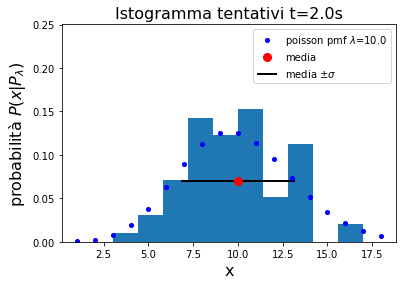 Istogramma tentativi t=2.0s
poisson pmf λ=10.0
media
media ±σ
probabilità P(x|Pλ)
0.25
0.20
0.15
0.10
0.05
0.00
2.5 5.0 7.5 10.0 12.5 15.0 17.5
x